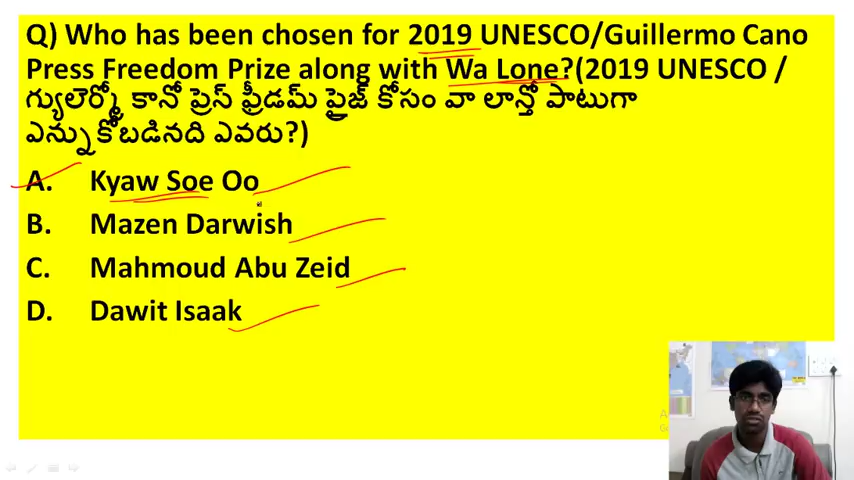 Q) Who has been chosen for 2019 UNESCO/Guillermo Cano
Press Freedom Prize along with Wa Lone?(2019 UNESCO /
గ్యులెర్మో కానో ప్రెస్ ఫ్రీడమ్ ప్రైజ్ కోసం వా లాన్తో పాటుగా
ఎన్నుకోబడినది ఎవరు?)
A. Kyaw Soe Oo
B. Mazen Darwish
C. Mahmoud Abu Zeid
D. Dawit Isaak